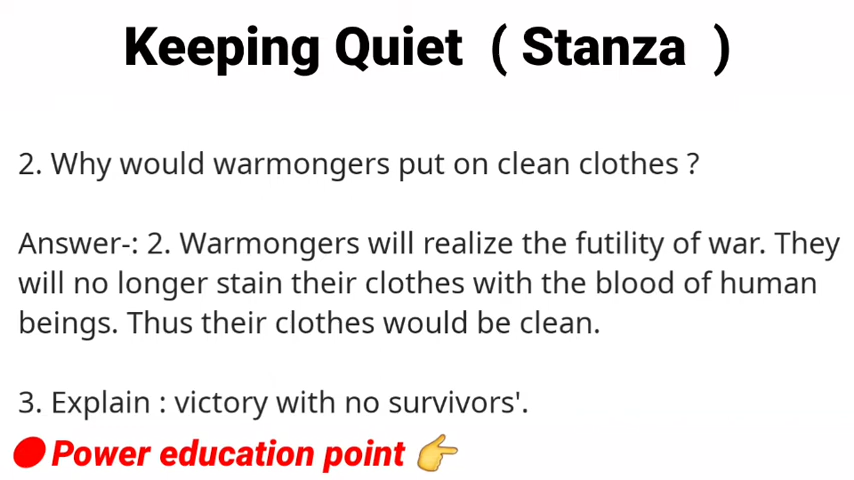 Keeping Quiet ( Stanza )
2. Why would warmongers put on clean clothes ?
Answer-: 2. Warmongers will realize the futility of war. They
will no longer stain their clothes with the blood of human
beings. Thus their clothes would be clean.
3. Explain : victory with no survivors'.
Power education point